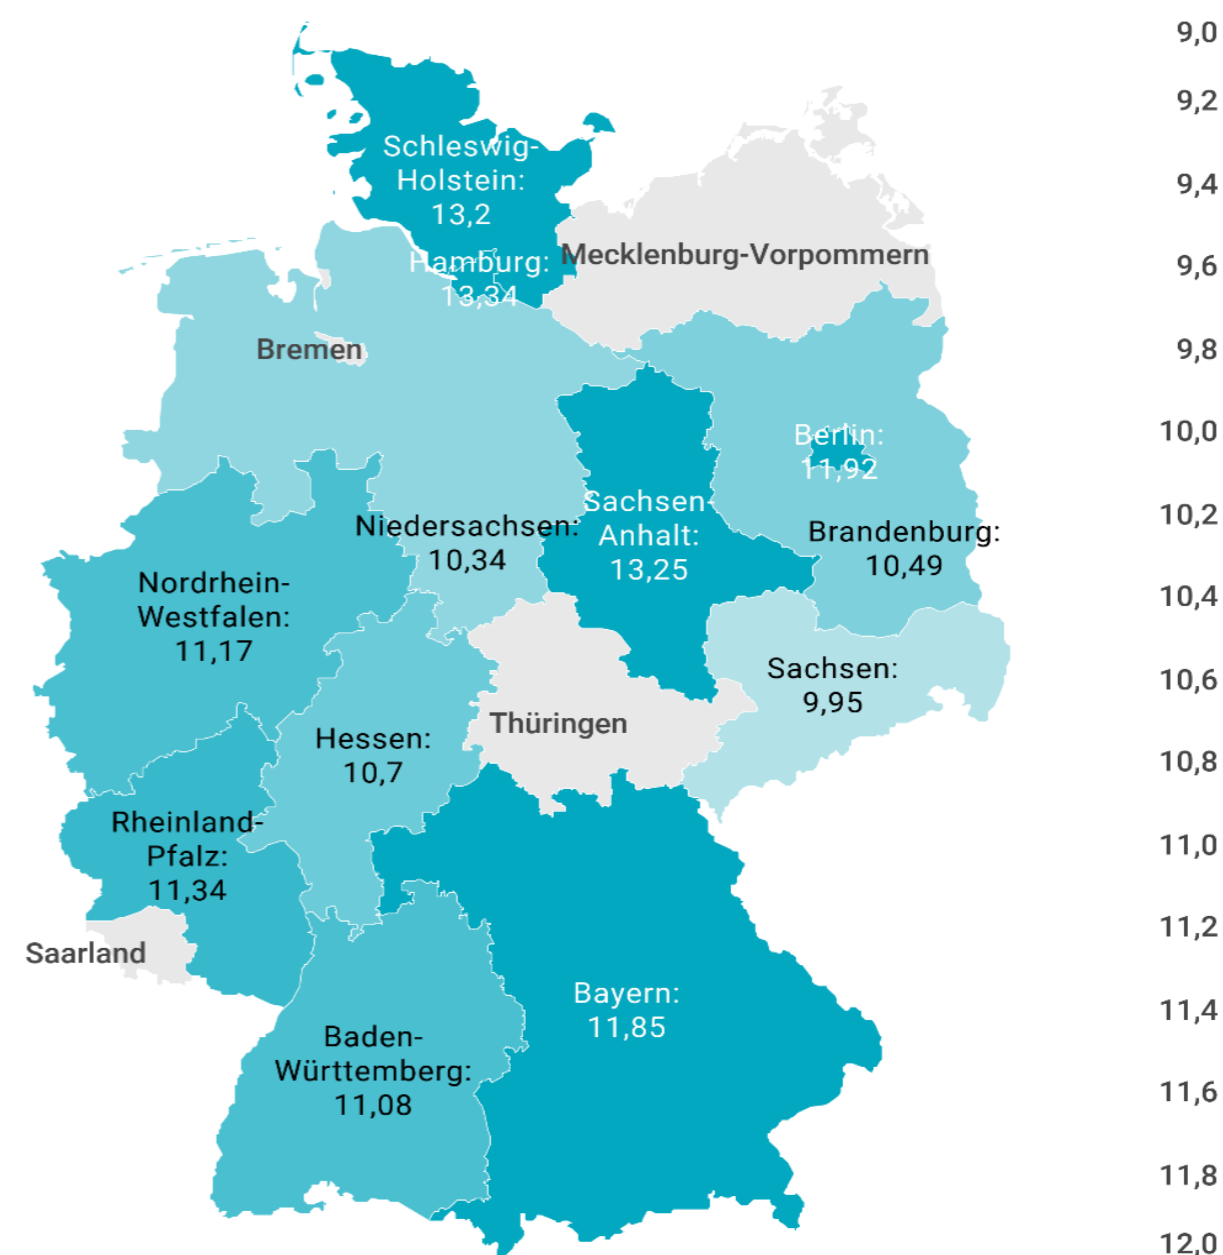 9,0
9,2
Schleswig-
Holstein:
13,2
9,4
Hamburg:
13,34
Mecklenburg-Vorpommern
9,6
Bremen
9,8
Berlin:
11,92
10,0
Sachsen-
Anhalt:
13,25
Niedersachsen:
10,34
Brandenburg:
10,49
10,2
Nordrhein-
Westfalen:
11,17
10,4
Sachsen:
9,95
10,6
Thüringen
Hessen:
10,7
10,8
Rheinland-
Pfalz:
11,34
11,0
Saarland
11,2
Bayern:
11,85
11,4
Baden-
Württemberg:
11,08
11,6
11,8
12,0